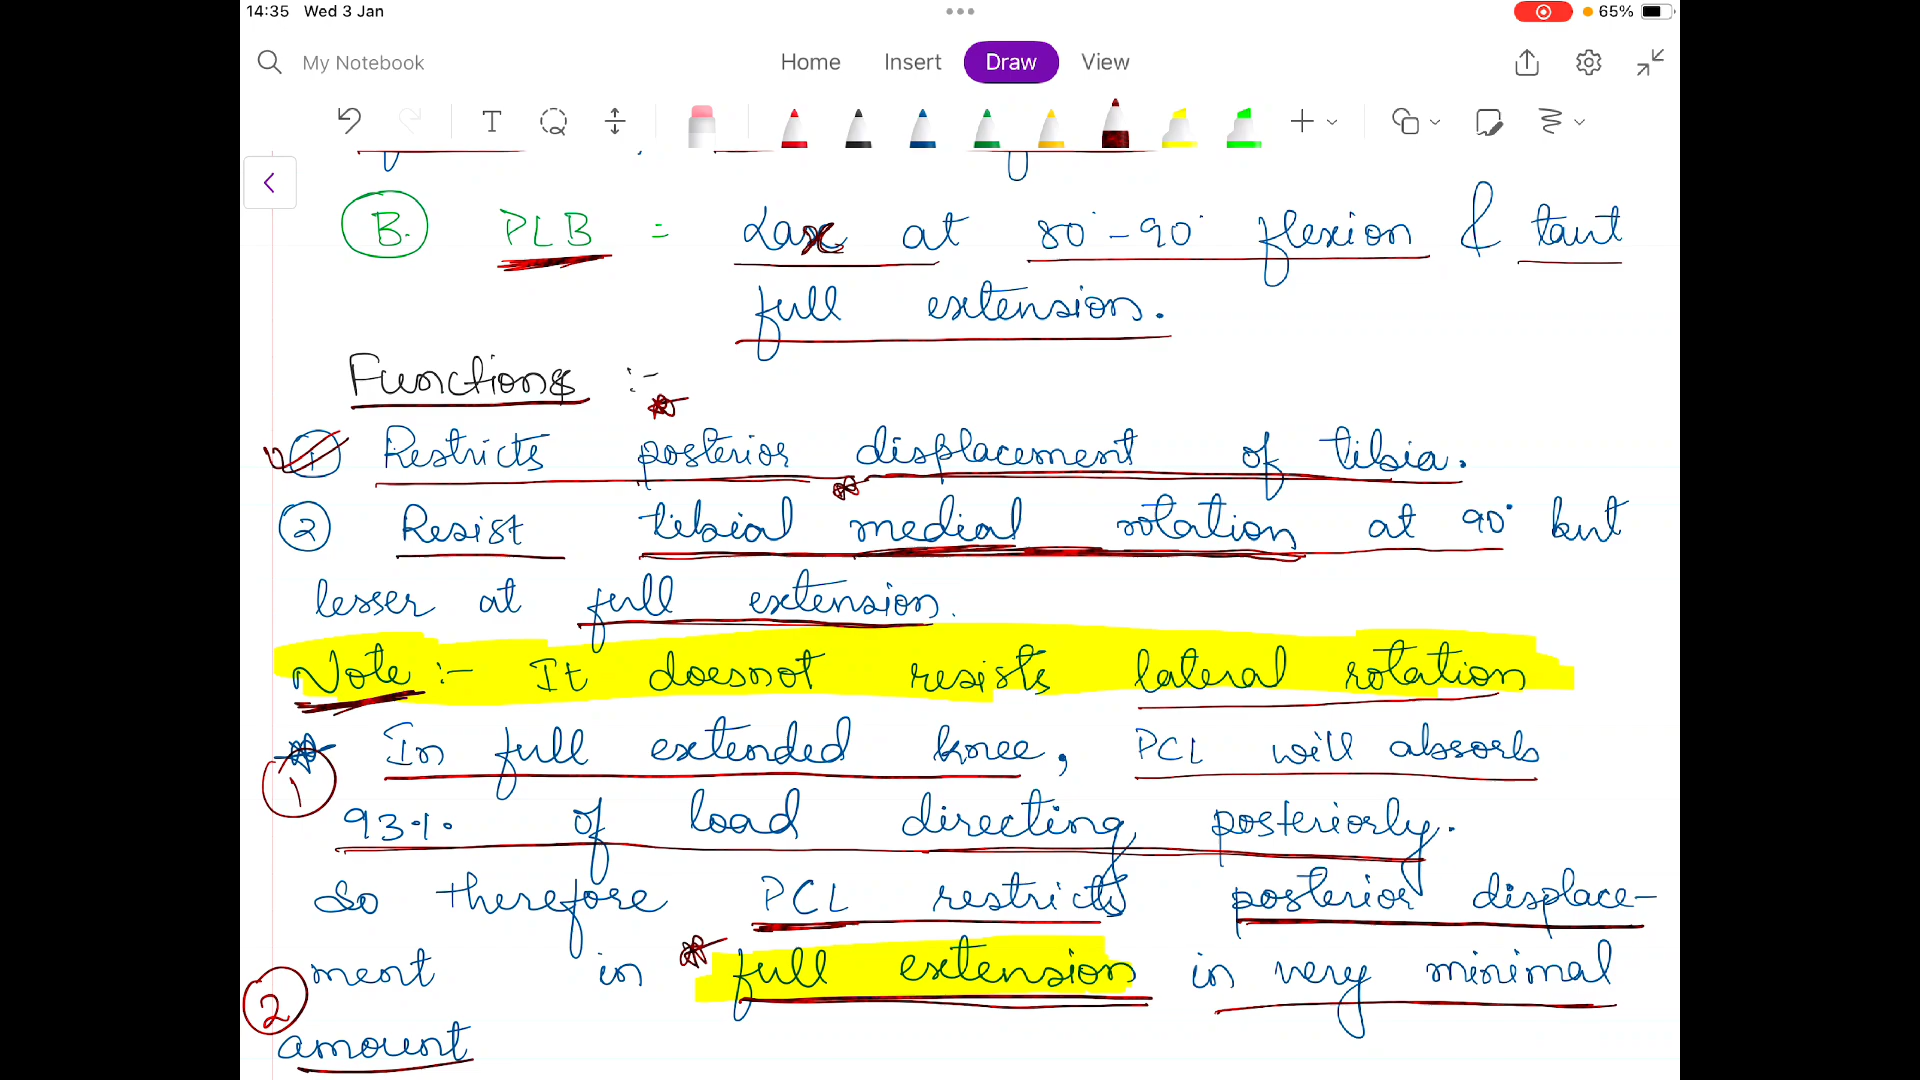 14:35 Wed 3 Jan
65%
My Notebook
Home Insert Draw View
B. PLB = Lax at 80° - 90° flexion & taut
full extension.
Functions :-
1 Restricts posterior displacement of tibia.
2 Resist tibial medial rotation at 90° but
lesser at full extension.
Note :- It doesnot resists lateral rotation
1 In full extended knee, PCL will absorb
93% of load directing posteriorly.
So therefore PCL restricts posterior displace-
ment in full extension in very minimal
2
amount